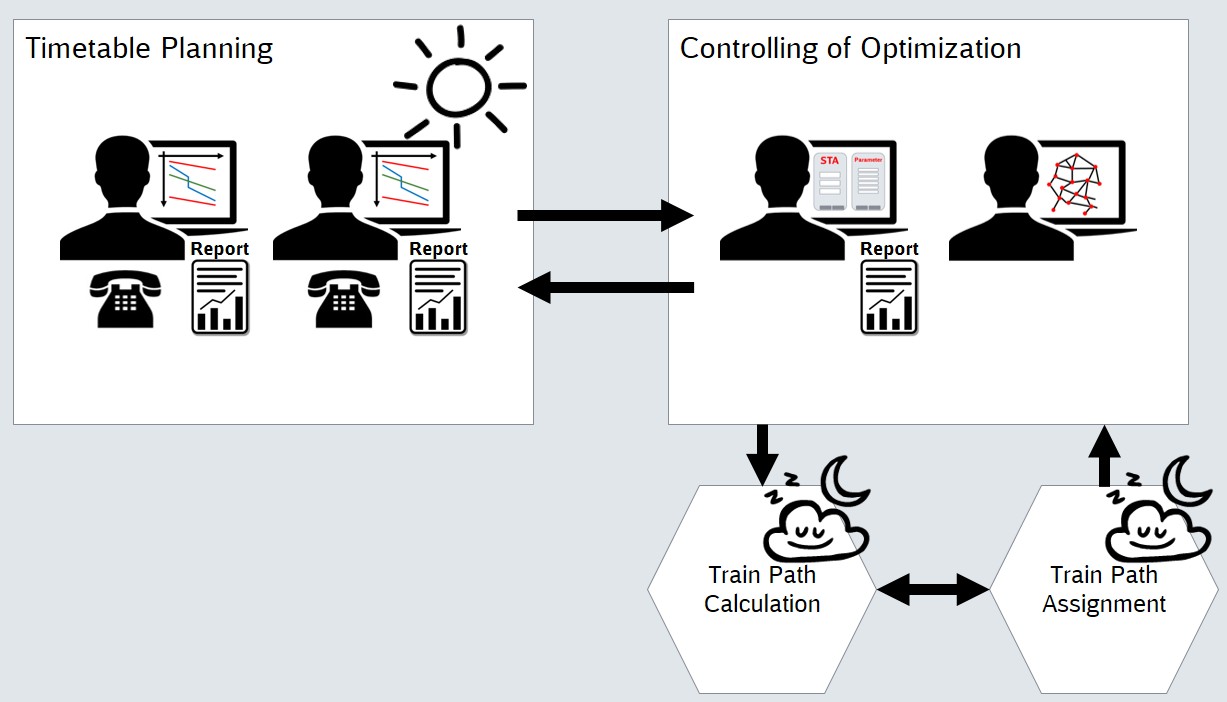 Timetable Planning
Report
Report
Controlling of Optimization
STA
Parameter
Report
z z
Train Path
Calculation
z z
Train Path
Assignment